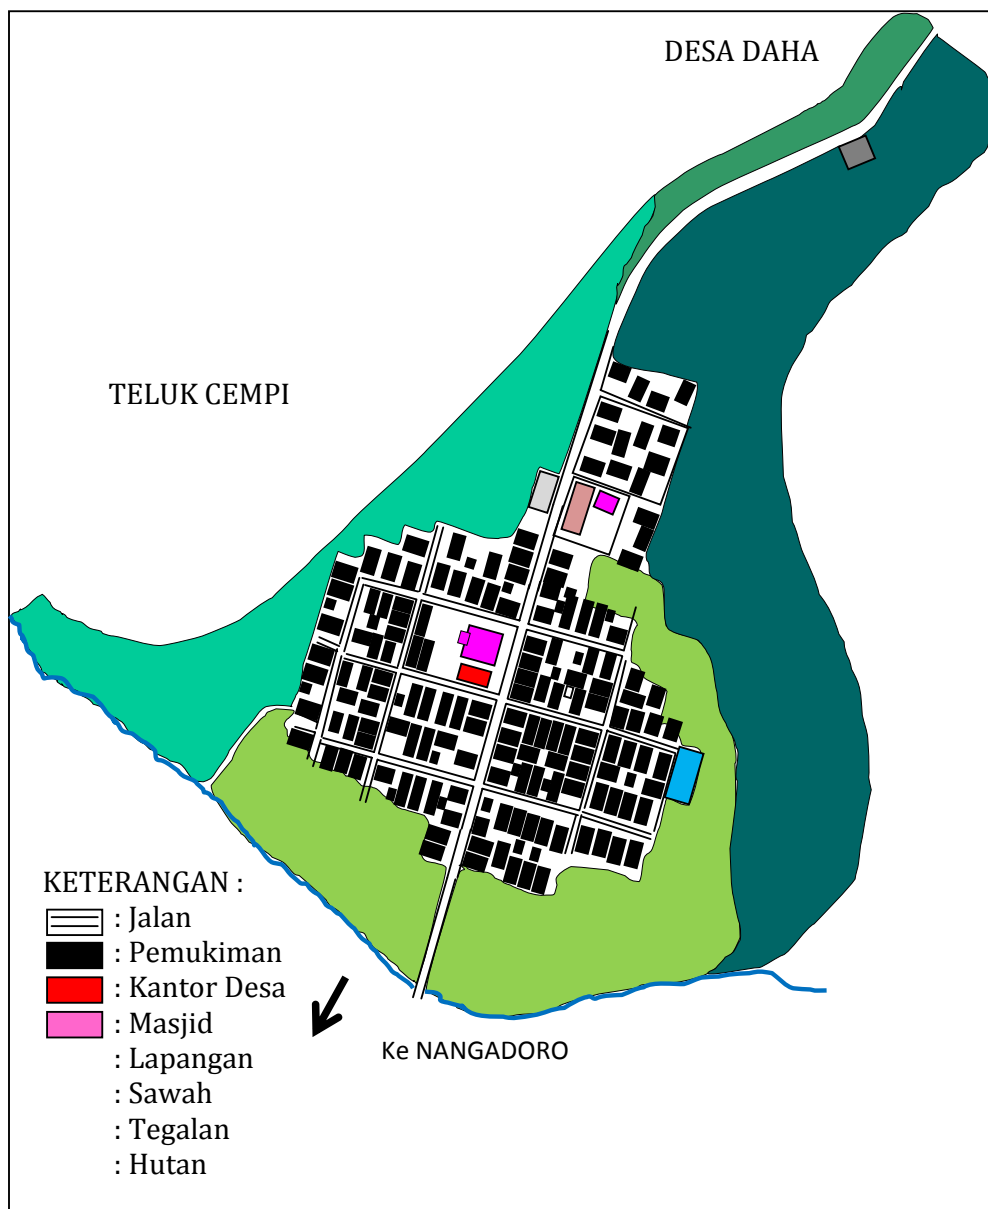 DESA DAHA
TELUK CEMPI
KETERANGAN :
: Jalan
: Pemukiman
: Kantor Desa
: Masjid
: Lapangan
: Sawah
: Tegalan
: Hutan
Ke NANGADORO